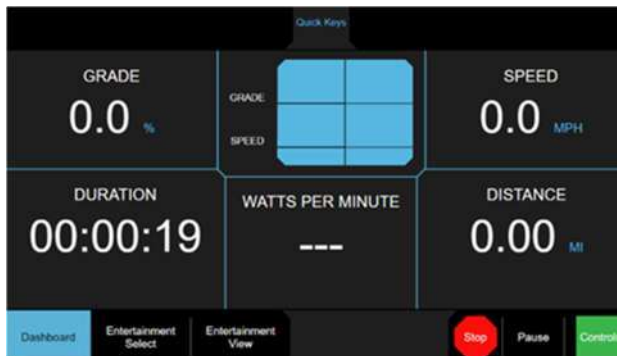 Quick Keys
GRADE
0.0 %
GRADE
SPEED
SPEED
0.0 MPH
DURATION
00:00:19
WATTS PER MINUTE
---
DISTANCE
0.00 MI
Dashboard
Entertainment
Select
Entertainment
View
Stop
Pause
Controls